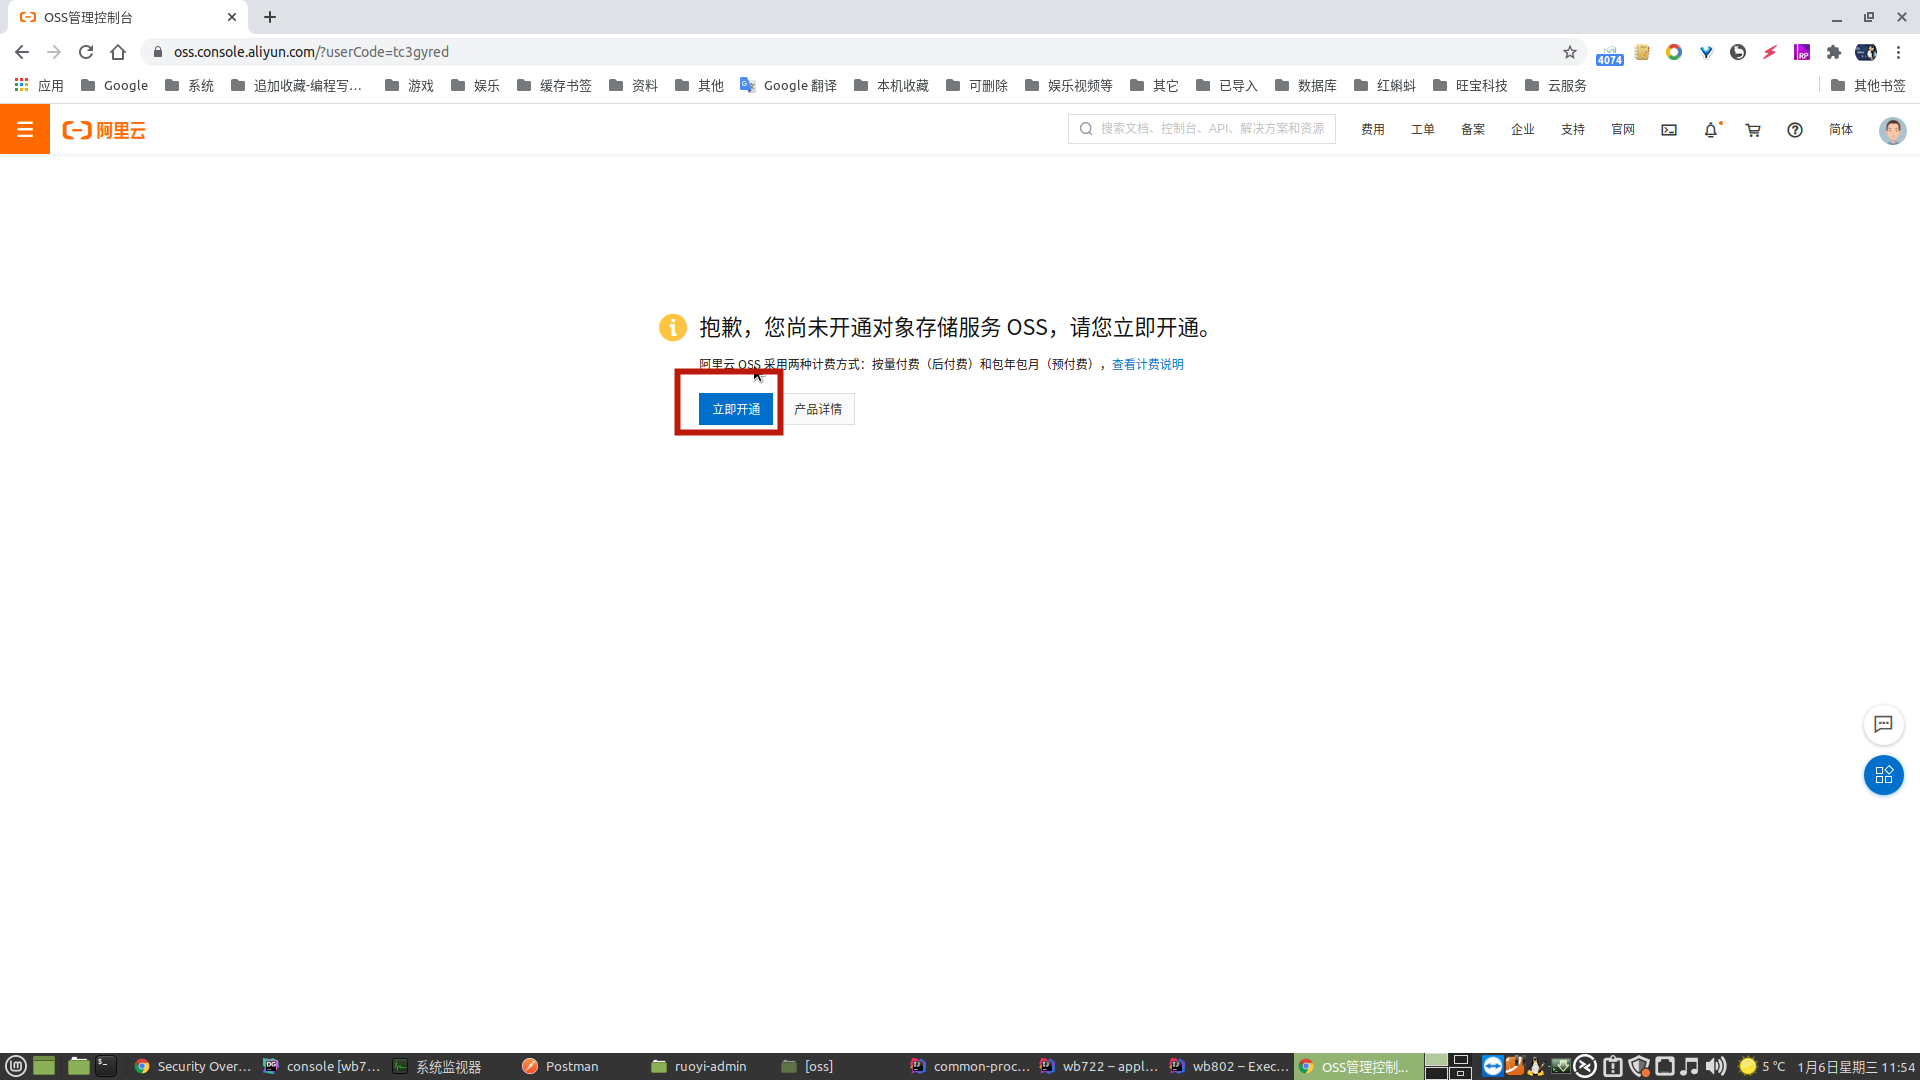 OSS管理控制台
oss.console.aliyun.com/?userCode=tc3gyred
4074
RP
应用 Google 系统 追加收藏-编程写... 游戏 娱乐 缓存书签 资料 其他 Google 翻译 本机收藏 可删除 娱乐视频等 其它 已导入 数据库 红蝌蚪 旺宝科技 云服务 其他书签
阿里云 搜索文档、控制台、API、解决方案和资源 费用 工单 备案 企业 支持 官网 简体
抱歉，您尚未开通对象存储服务 OSS，请您立即开通。
阿里云 OSS 采用两种计费方式：按量付费（后付费）和包年包月（预付费），查看计费说明
立即开通 产品详情
Security Over... console [wb7... 系统监视器 Postman ruoyi-admin [oss] common-proc... wb722 – appl... wb802 – Exec... OSS管理控制... 5 ℃ 1月6日星期三 11:54